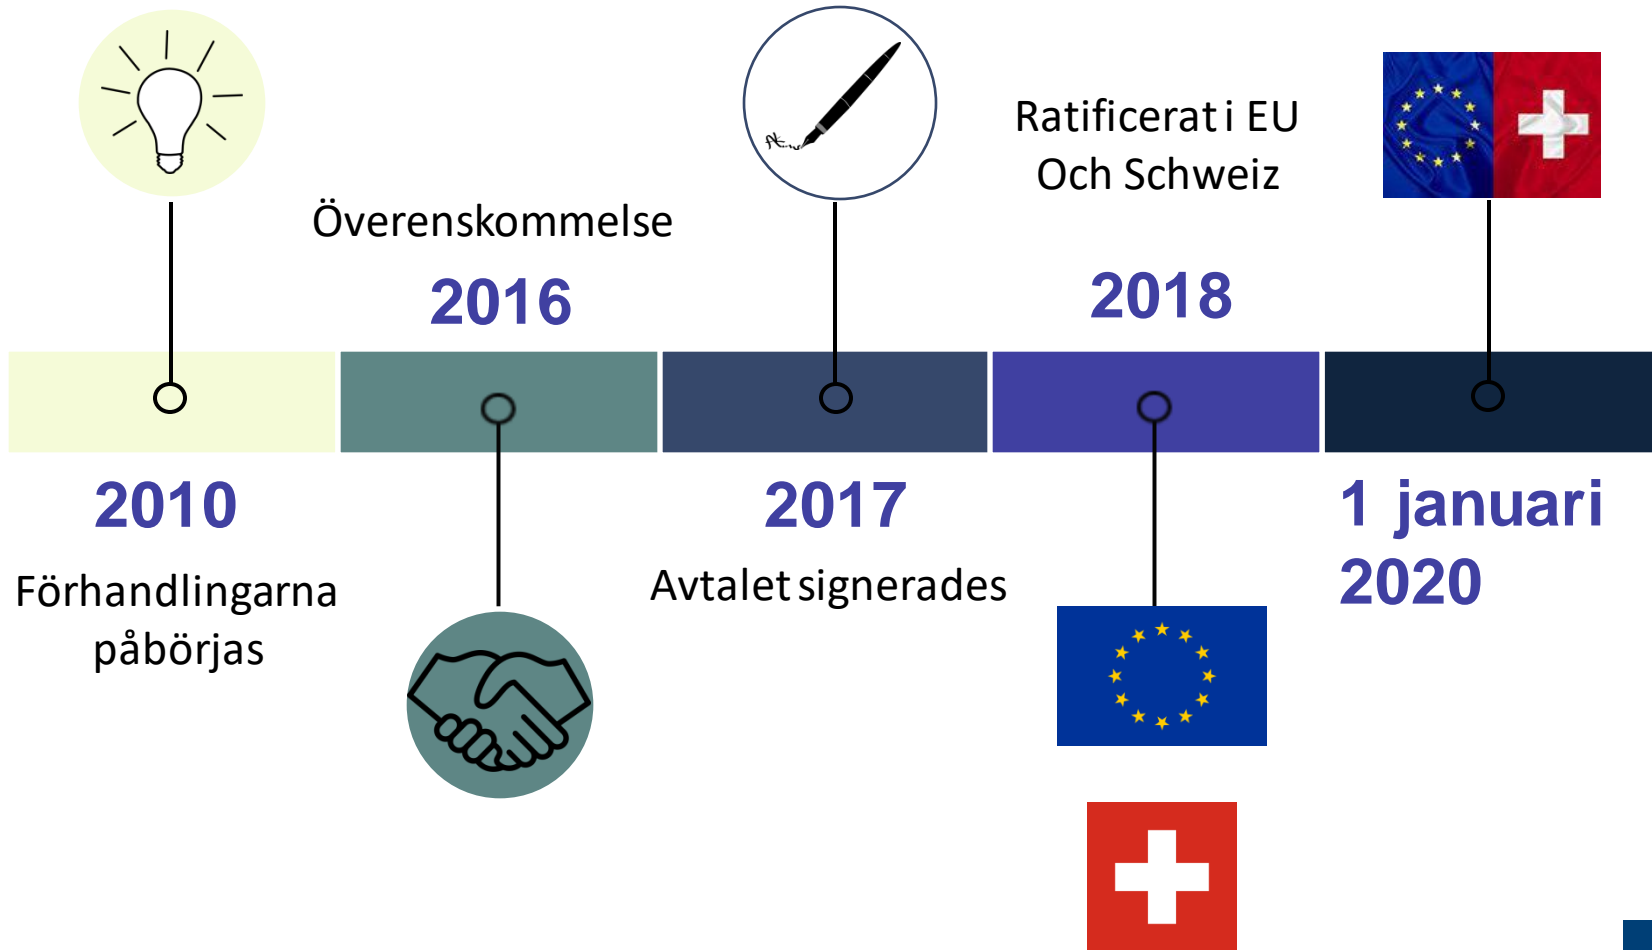 2010
Förhandlingarna
påbörjas
Överenskommelse
2016
2017
Avtalet signerades
Ratificerat i EU
Och Schweiz
2018
1 januari
2020